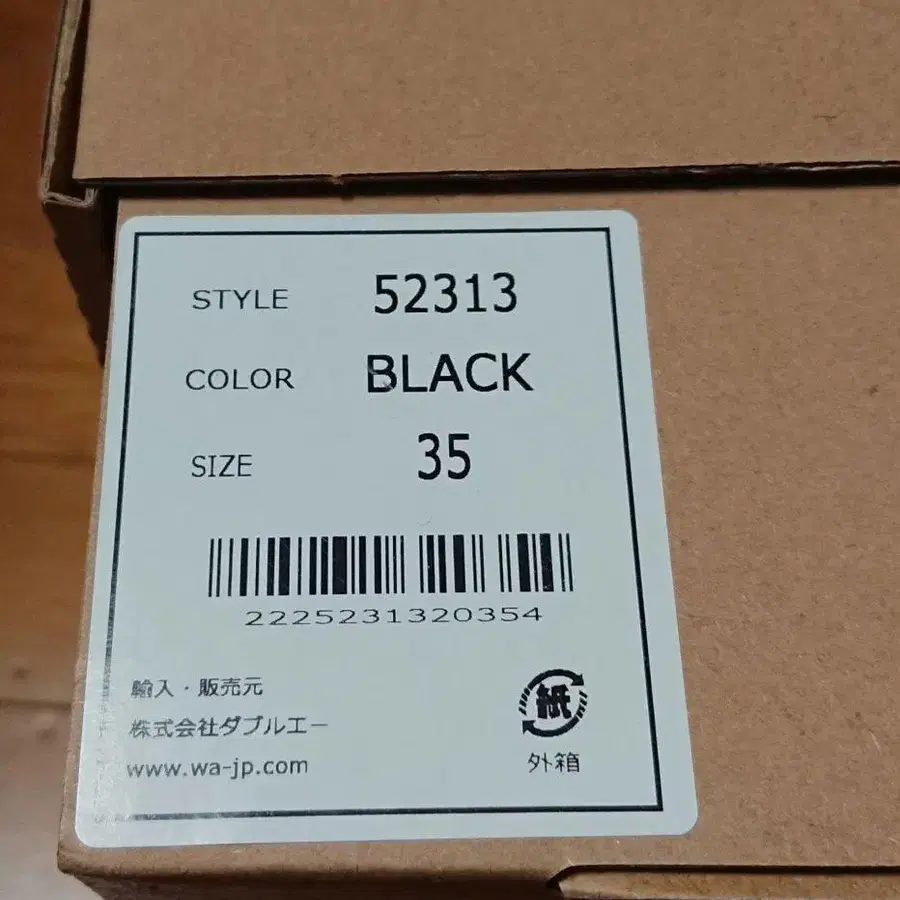 STYLE 52313
COLOR BLACK
SIZE 35
2225231320354
輸入・販売元
株式会社ダブルエー
www.wa-jp.com
紙
外箱